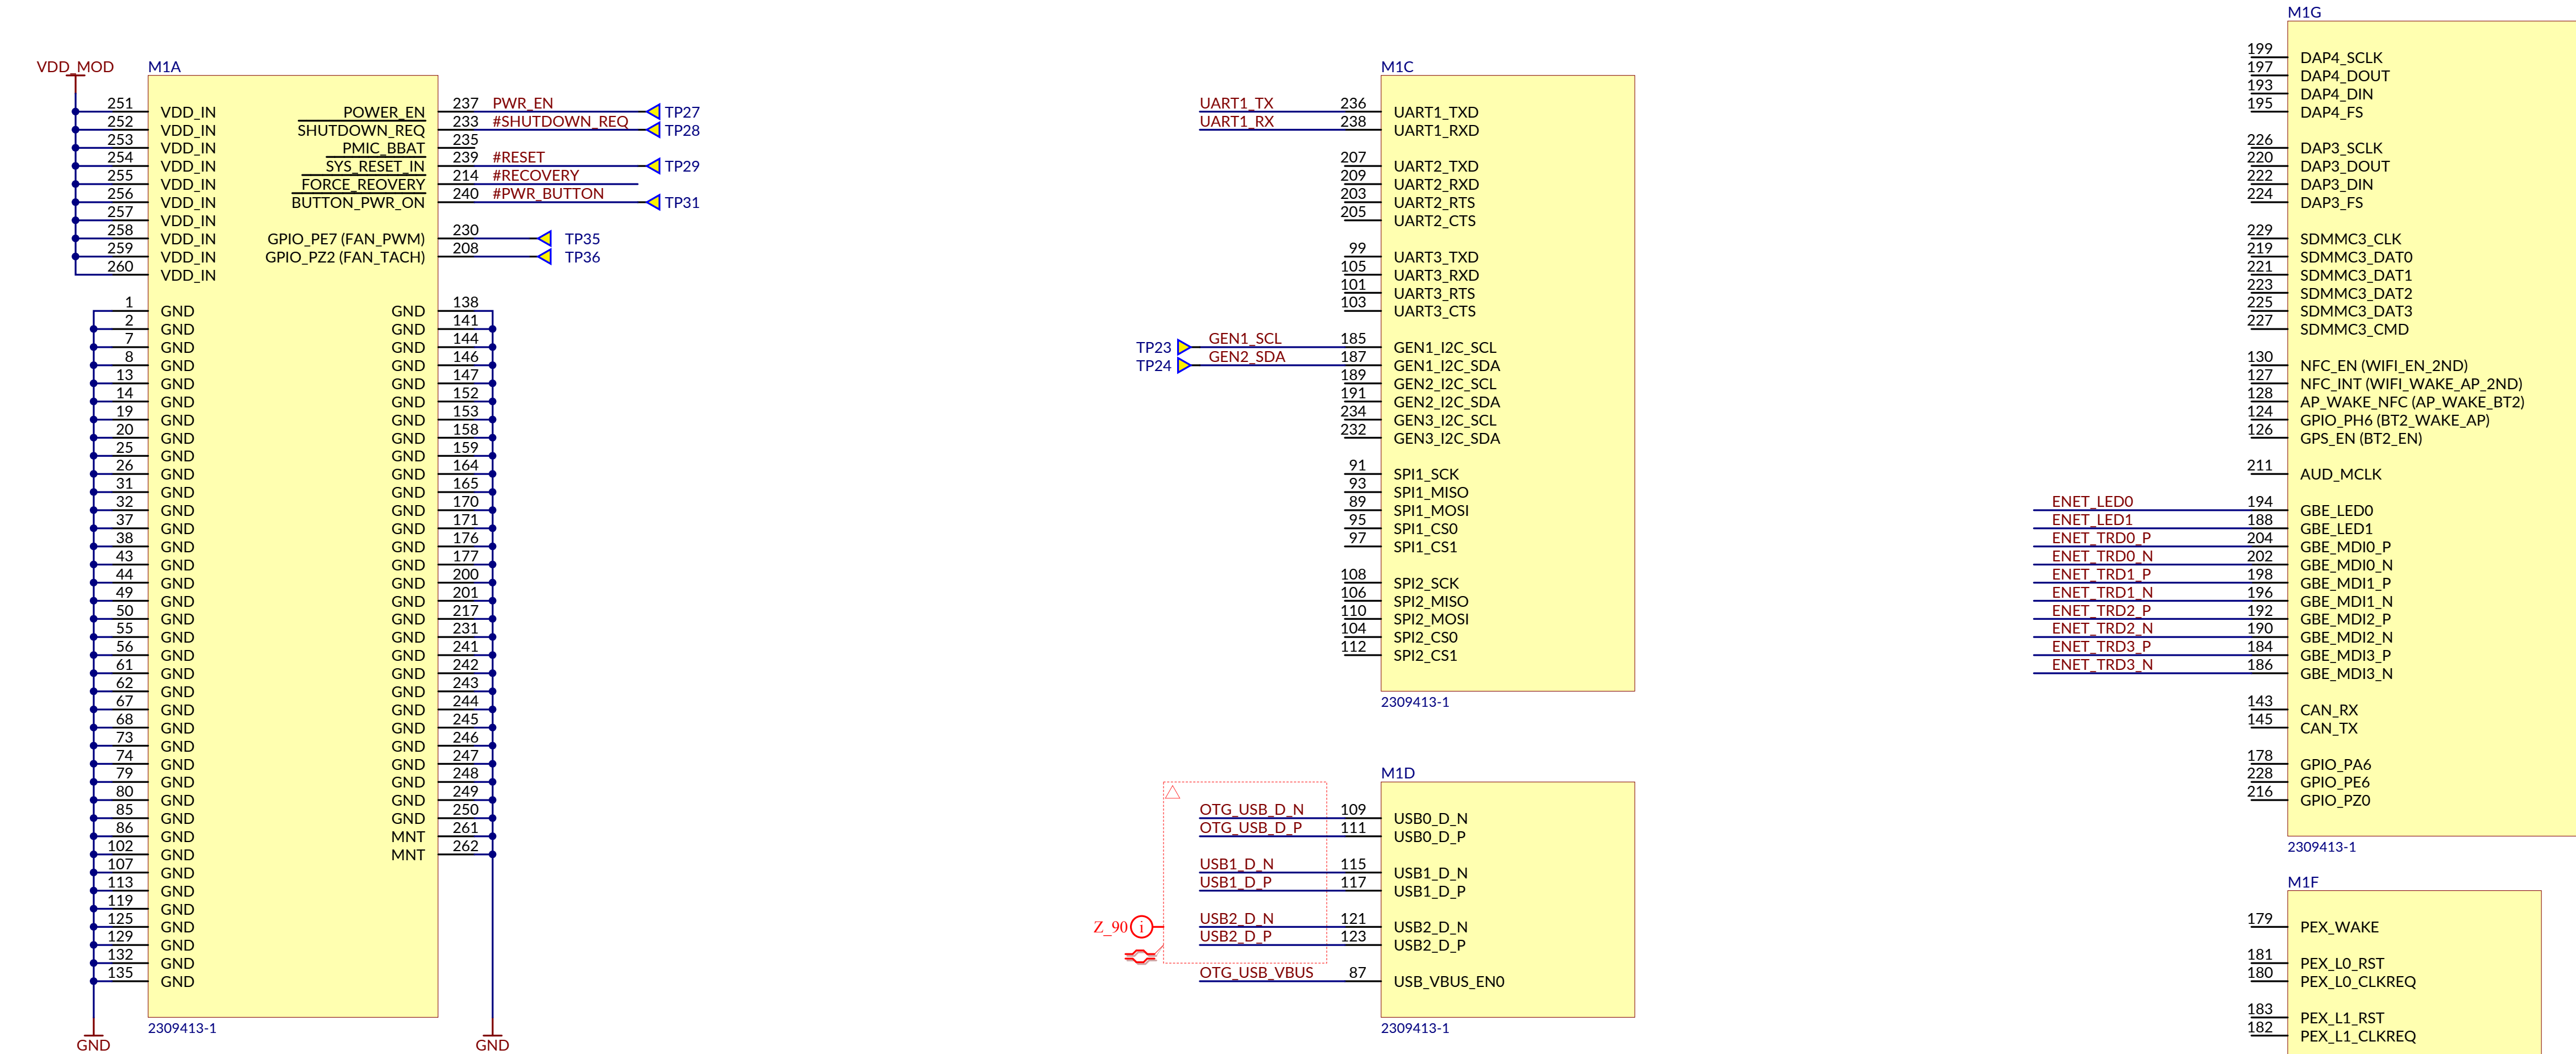 VDD_MOD
M1A
251 VDD_IN POWER_EN 237 PWR_EN TP27
252 VDD_IN SHUTDOWN_REQ 233 #SHUTDOWN_REQ TP28
253 VDD_IN PMIC_BBAT 235
254 VDD_IN SYS_RESET_IN 239 #RESET TP29
255 VDD_IN FORCE_REOVERY 214 #RECOVERY
256 VDD_IN BUTTON_PWR_ON 240 #PWR_BUTTON TP31
257 VDD_IN
258 VDD_IN GPIO_PE7 (FAN_PWM) 230 TP35
259 VDD_IN GPIO_PZ2 (FAN_TACH) 208 TP36
260 VDD_IN
1 GND GND 138
2 GND GND 141
7 GND GND 144
8 GND GND 146
13 GND GND 147
14 GND GND 152
19 GND GND 153
20 GND GND 158
25 GND GND 159
26 GND GND 164
31 GND GND 165
32 GND GND 170
37 GND GND 171
38 GND GND 176
43 GND GND 177
44 GND GND 200
49 GND GND 201
50 GND GND 217
55 GND GND 231
56 GND GND 241
61 GND GND 242
62 GND GND 243
67 GND GND 244
68 GND GND 245
73 GND GND 246
74 GND GND 247
79 GND GND 248
80 GND GND 249
85 GND GND 250
86 GND MNT 261
102 GND MNT 262
107 GND
113 GND
119 GND
125 GND
129 GND
132 GND
135 GND
2309413-1
GND GND
M1C
UART1_TX 236 UART1_TXD
UART1_RX 238 UART1_RXD
207 UART2_TXD
209 UART2_RXD
203 UART2_RTS
205 UART2_CTS
99 UART3_TXD
105 UART3_RXD
101 UART3_RTS
103 UART3_CTS
TP23 GEN1_SCL 185 GEN1_I2C_SCL
TP24 GEN2_SDA 187 GEN1_I2C_SDA
189 GEN2_I2C_SCL
191 GEN2_I2C_SDA
234 GEN3_I2C_SCL
232 GEN3_I2C_SDA
91 SPI1_SCK
93 SPI1_MISO
89 SPI1_MOSI
95 SPI1_CS0
97 SPI1_CS1
108 SPI2_SCK
106 SPI2_MISO
110 SPI2_MOSI
104 SPI2_CS0
112 SPI2_CS1
2309413-1
M1D
OTG_USB_D_N 109 USB0_D_N
OTG_USB_D_P 111 USB0_D_P
USB1_D_N 115 USB1_D_N
USB1_D_P 117 USB1_D_P
Z_90 i USB2_D_N 121 USB2_D_N
USB2_D_P 123 USB2_D_P
OTG_USB_VBUS 87 USB_VBUS_EN0
2309413-1
M1G
199 DAP4_SCLK
197 DAP4_DOUT
193 DAP4_DIN
195 DAP4_FS
226 DAP3_SCLK
220 DAP3_DOUT
222 DAP3_DIN
224 DAP3_FS
229 SDMMC3_CLK
219 SDMMC3_DAT0
221 SDMMC3_DAT1
223 SDMMC3_DAT2
225 SDMMC3_DAT3
227 SDMMC3_CMD
130 NFC_EN (WIFI_EN_2ND)
127 NFC_INT (WIFI_WAKE_AP_2ND)
128 AP_WAKE_NFC (AP_WAKE_BT2)
124 GPIO_PH6 (BT2_WAKE_AP)
126 GPS_EN (BT2_EN)
211 AUD_MCLK
ENET_LED0 194 GBE_LED0
ENET_LED1 188 GBE_LED1
ENET_TRD0_P 204 GBE_MDI0_P
ENET_TRD0_N 202 GBE_MDI0_N
ENET_TRD1_P 198 GBE_MDI1_P
ENET_TRD1_N 196 GBE_MDI1_N
ENET_TRD2_P 192 GBE_MDI2_P
ENET_TRD2_N 190 GBE_MDI2_N
ENET_TRD3_P 184 GBE_MDI3_P
ENET_TRD3_N 186 GBE_MDI3_N
143 CAN_RX
145 CAN_TX
178 GPIO_PA6
228 GPIO_PE6
216 GPIO_PZ0
2309413-1
M1F
179 PEX_WAKE
181 PEX_L0_RST
180 PEX_L0_CLKREQ
183 PEX_L1_RST
182 PEX_L1_CLKREQ